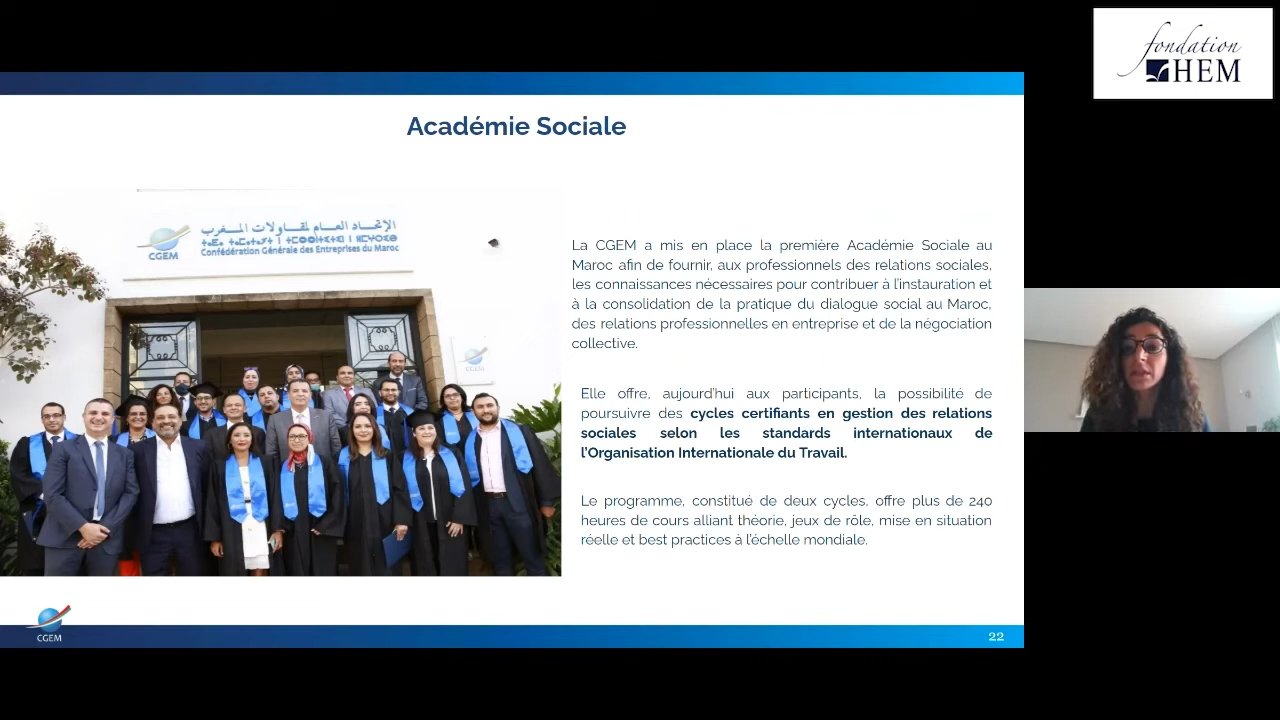 fondation
HEM
Académie Sociale
الإتحاد العام لمقاولات المغرب
Confédération Générale des Entreprises du Maroc
CGEM
La CGEM a mis en place la première Académie Sociale au
Maroc afin de fournir, aux professionnels des relations sociales,
les connaissances nécessaires pour contribuer à l'instauration et
à la consolidation de la pratique du dialogue social au Maroc,
des relations professionnelles en entreprise et de la négociation
collective.
Elle offre, aujourd'hui aux participants, la possibilité de
poursuivre des cycles certifiants en gestion des relations
sociales selon les standards internationaux de
l'Organisation Internationale du Travail.
Le programme, constitué de deux cycles, offre plus de 240
heures de cours alliant théorie, jeux de rôle, mise en situation
réelle et best practices à l'échelle mondiale.
CGEM
22